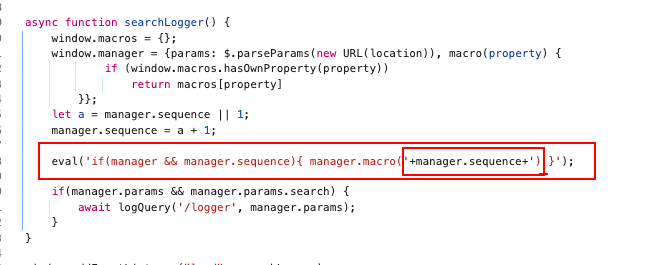 async function searchLogger() {
window.macros = {};
window.manager = {params: $.parseParams(new URL(location)), macro(property) {
if (window.macros.hasOwnProperty(property))
return macros[property]
}};
let a = manager.sequence || 1;
manager.sequence = a + 1;
eval('if(manager && manager.sequence){ manager.macro('+manager.sequence+') }');
if(manager.params && manager.params.search) {
await logQuery('/logger', manager.params);
}
}